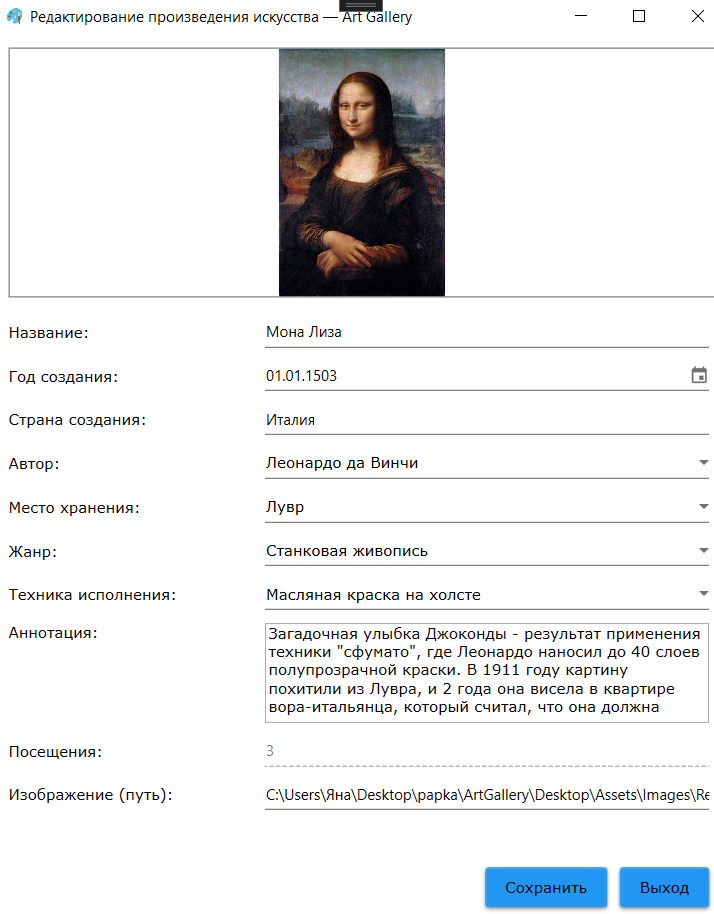 Редактирование произведения искусства — Art Gallery
Название: Мона Лиза
Год создания: 01.01.1503
Страна создания: Италия
Автор: Леонардо да Винчи
Место хранения: Лувр
Жанр: Станковая живопись
Техника исполнения: Масляная краска на холсте
Аннотация: Загадочная улыбка Джоконды - результат применения
техники "сфумато", где Леонардо наносил до 40 слоев
полупрозрачной краски. В 1911 году картину
похитили из Лувра, и 2 года она висела в квартире
вора-итальянца, который считал, что она должна
Посещения: 3
Изображение (путь): C:\Users\Яна\Desktop\papka\ArtGallery\Desktop\Assets\Images\Re
Сохранить Выход